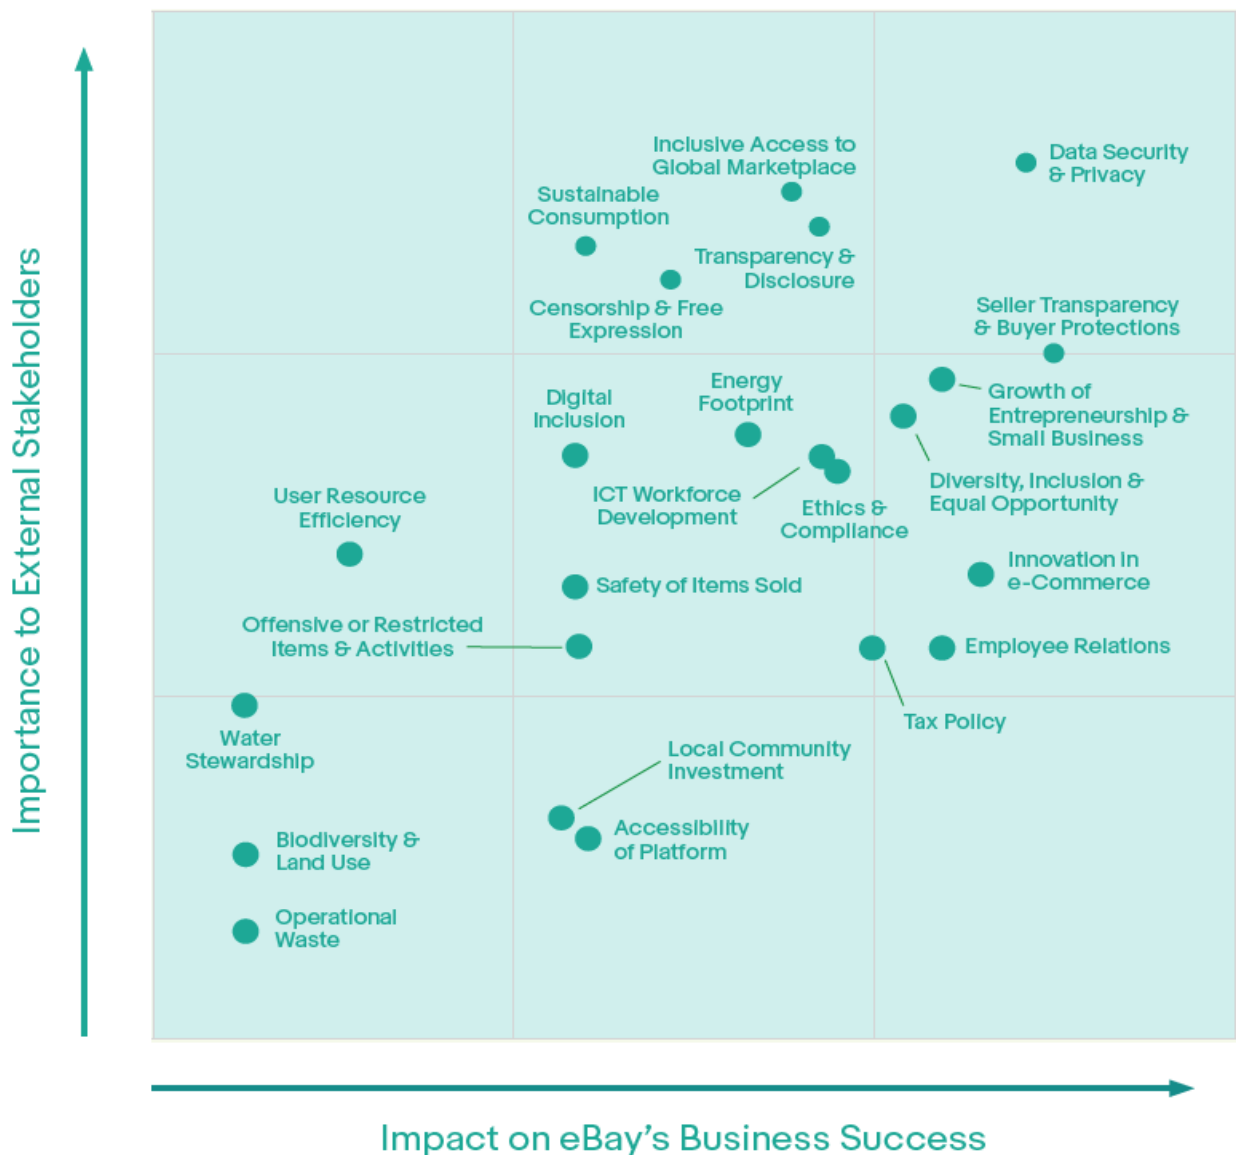 Importance to External Stakeholders
Inclusive Access to
Global Marketplace
Data Security
& Privacy
Sustainable
Consumption
Transparency &
Disclosure
Censorship & Free
Expression
Seller Transparency
& Buyer Protections
Energy
Footprint
Growth of
Entrepreneurship &
Small Business
Digital
Inclusion
Diversity, Inclusion &
Equal Opportunity
ICT Workforce
Development
Ethics &
Compliance
User Resource
Efficiency
Innovation in
e-Commerce
Safety of Items Sold
Offensive or Restricted
Items & Activities
Employee Relations
Tax Policy
Water
Stewardship
Local Community
Investment
Accessibility
of Platform
Biodiversity &
Land Use
Operational
Waste
Impact on eBay's Business Success